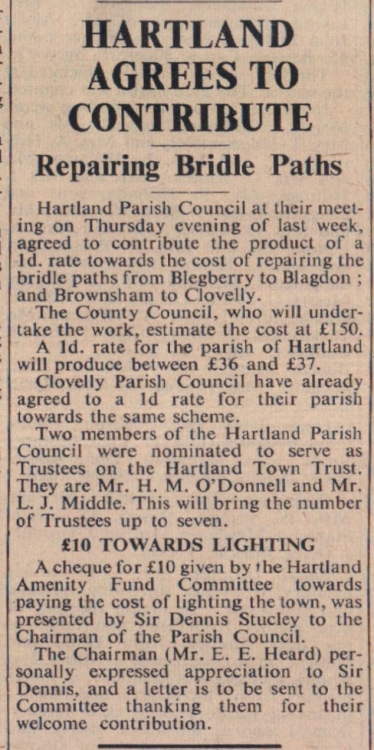 HARTLAND
AGREES TO
CONTRIBUTE
Repairing Bridle Paths
Hartland Parish Council at their meet-
ing on Thursday evening of last week,
agreed to contribute the product of a
1d. rate towards the cost of repairing the
bridle paths from Blegberry to Blagdon ;
and Brownsham to Clovelly.
The County Council, who will under-
take the work, estimate the cost at £150.
A 1d. rate for the parish of Hartland
will produce between £36 and £37.
Clovelly Parish Council have already
agreed to a 1d rate for their parish
towards the same scheme.
Two members of the Hartland Parish
Council were nominated to serve as
Trustees on the Hartland Town Trust.
They are Mr. H. M. O'Donnell and Mr.
L. J. Middle. This will bring the number
of Trustees up to seven.
£10 TOWARDS LIGHTING
A cheque for £10 given by the Hartland
Amenity Fund Committee towards
paying the cost of lighting the town, was
presented by Sir Dennis Stucley to the
Chairman of the Parish Council.
The Chairman (Mr. E. E. Heard) per-
sonally expressed appreciation to Sir
Dennis, and a letter is to be sent to the
Committee thanking them for their
welcome contribution.